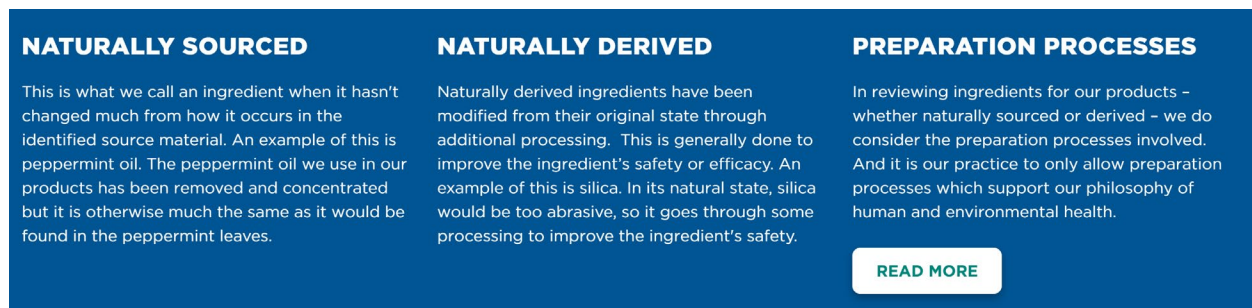 NATURALLY SOURCED
This is what we call an ingredient when it hasn't
changed much from how it occurs in the
identified source material. An example of this is
peppermint oil. The peppermint oil we use in our
products has been removed and concentrated
but it is otherwise much the same as it would be
found in the peppermint leaves.
NATURALLY DERIVED
Naturally derived ingredients have been
modified from their original state through
additional processing.  This is generally done to
improve the ingredient’s safety or efficacy. An
example of this is silica. In its natural state, silica
would be too abrasive, so it goes through some
processing to improve the ingredient's safety.
PREPARATION PROCESSES
In reviewing ingredients for our products –
whether naturally sourced or derived – we do
consider the preparation processes involved.
And it is our practice to only allow preparation
processes which support our philosophy of
human and environmental health.
READ MORE